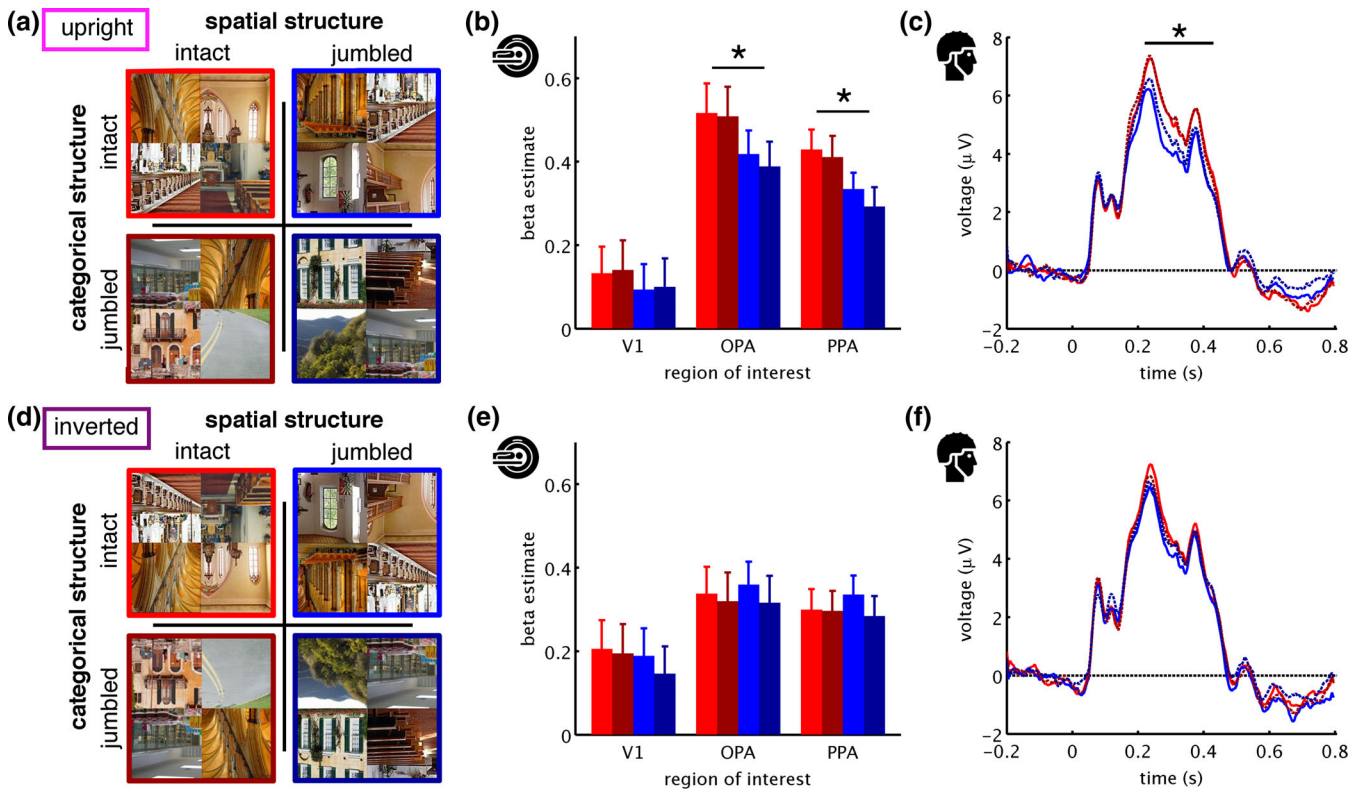 (a)
upright
spatial structure
intact
jumbled
categorical structure
intact
jumbled
(b)
*
*
beta estimate
0.6
0.4
0.2
0
V1
OPA
PPA
region of interest
(c)
*
voltage (μ V)
8
6
4
2
0
−2
−0.2
0
0.2
0.4
0.6
0.8
time (s)
(d)
inverted
spatial structure
intact
jumbled
categorical structure
intact
jumbled
(e)
beta estimate
0.6
0.4
0.2
0
V1
OPA
PPA
region of interest
(f)
voltage (μ V)
8
6
4
2
0
−2
−0.2
0
0.2
0.4
0.6
0.8
time (s)